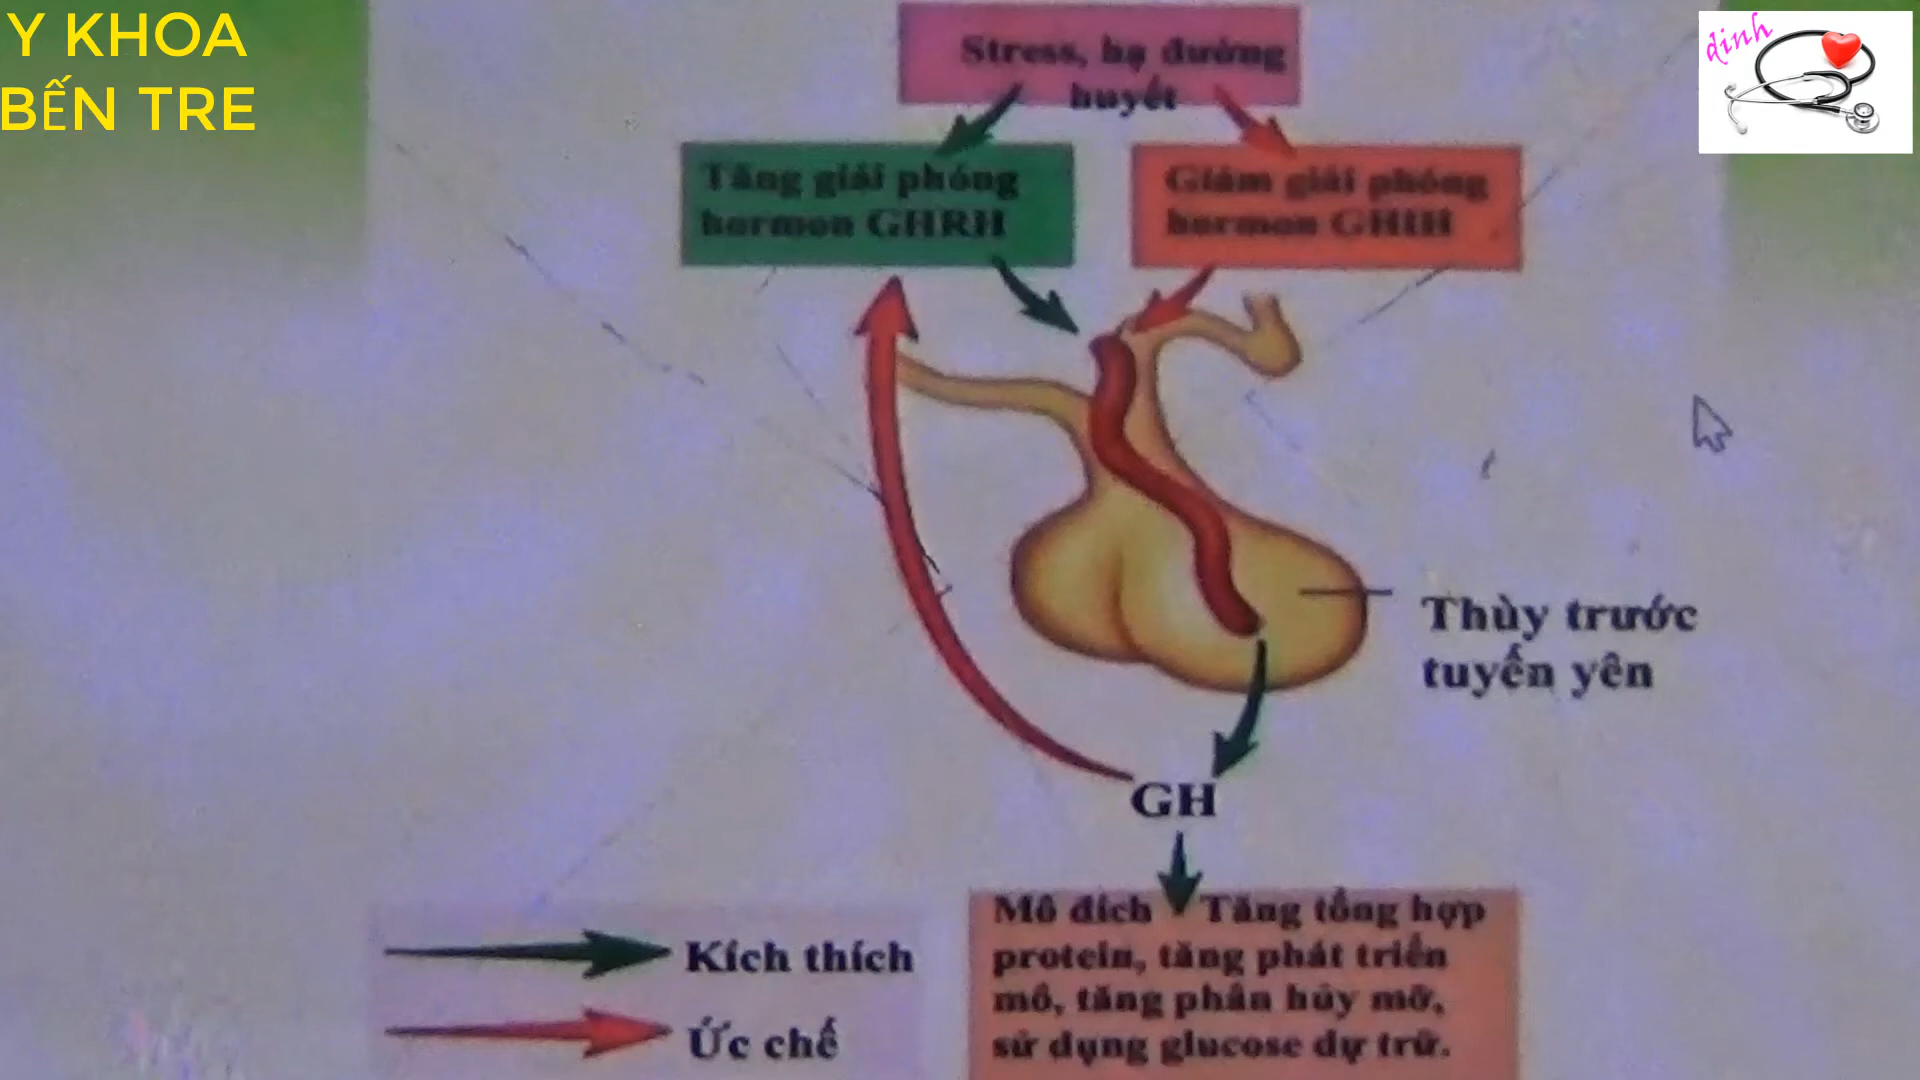 Y KHOA
BẾN TRE
dinh
Stress, hạ đường
huyết
Tăng giải phóng
hormon GHRH
Giảm giải phóng
hormon GHIH
Thùy trước
tuyến yên
GH
Kích thích
Ức chế
Mô đích Tăng tổng hợp
protein, tăng phát triển
mô, tăng phân hủy mỡ,
sử dụng glucose dự trữ.